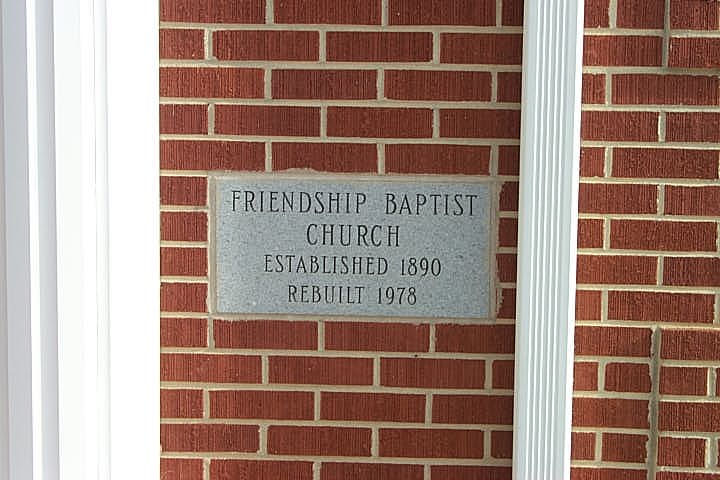 FRIENDSHIP BAPTIST
CHURCH
ESTABLISHED 1890
REBUILT 1978